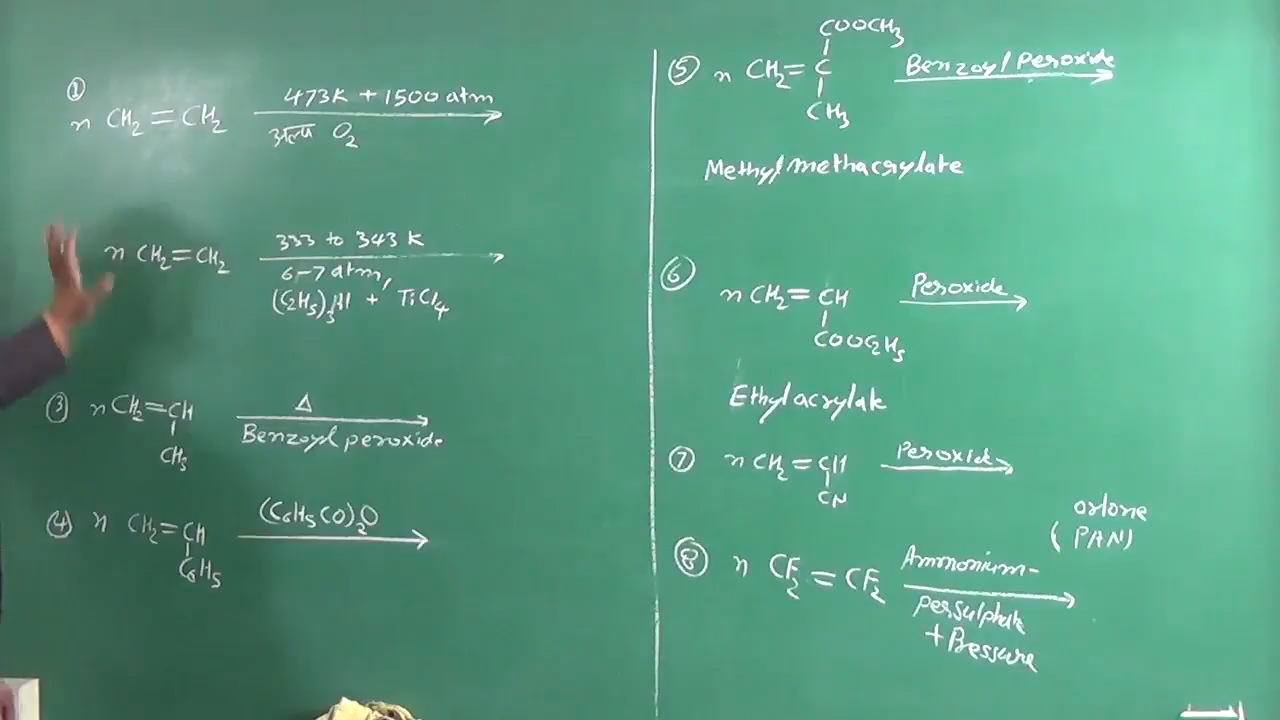 ①
n CH₂=CH₂ 473K + 1500 atm
अल्प O₂
n CH₂=CH₂ 333 to 343 K
6-7 atm,
(C₂H₅)₃Al + TiCl₄
③ n CH₂=CH Δ
Benzoyl peroxide
CH₃
④ n CH₂=CH (C₆H₅CO)₂O
C₆H₅
COOCH₃
⑤ n CH₂=C Benzoyl Peroxide
CH₃
Methyl methacrylate
⑥ n CH₂=CH Peroxide
COOC₂H₅
Ethyl acrylate
⑦ n CH₂=CH Peroxide
CN
orlone
(PAN)
⑧ n CF₂=CF₂ Ammonium-
persulphate
+ Pressure